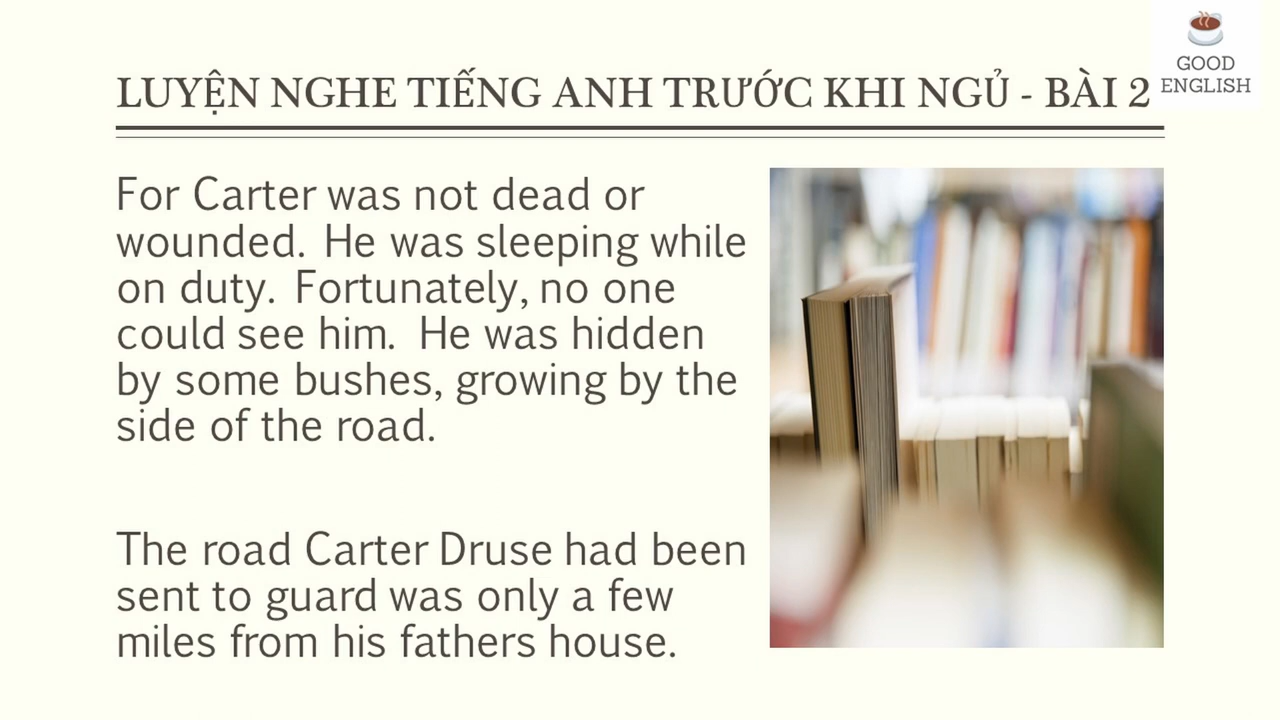 LUYỆN NGHE TIẾNG ANH TRƯỚC KHI NGỦ - BÀI 2
GOOD
ENGLISH
For Carter was not dead or
wounded. He was sleeping while
on duty. Fortunately, no one
could see him. He was hidden
by some bushes, growing by the
side of the road.
The road Carter Druse had been
sent to guard was only a few
miles from his fathers house.